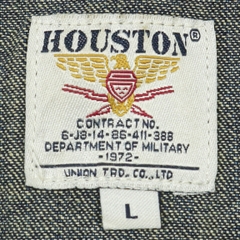 HOUSTON®
CONTRACT NO.
6-J8-14-86-411-388
DEPARTMENT OF MILITARY
-1972-
UNION TRD. CO., LTD
L